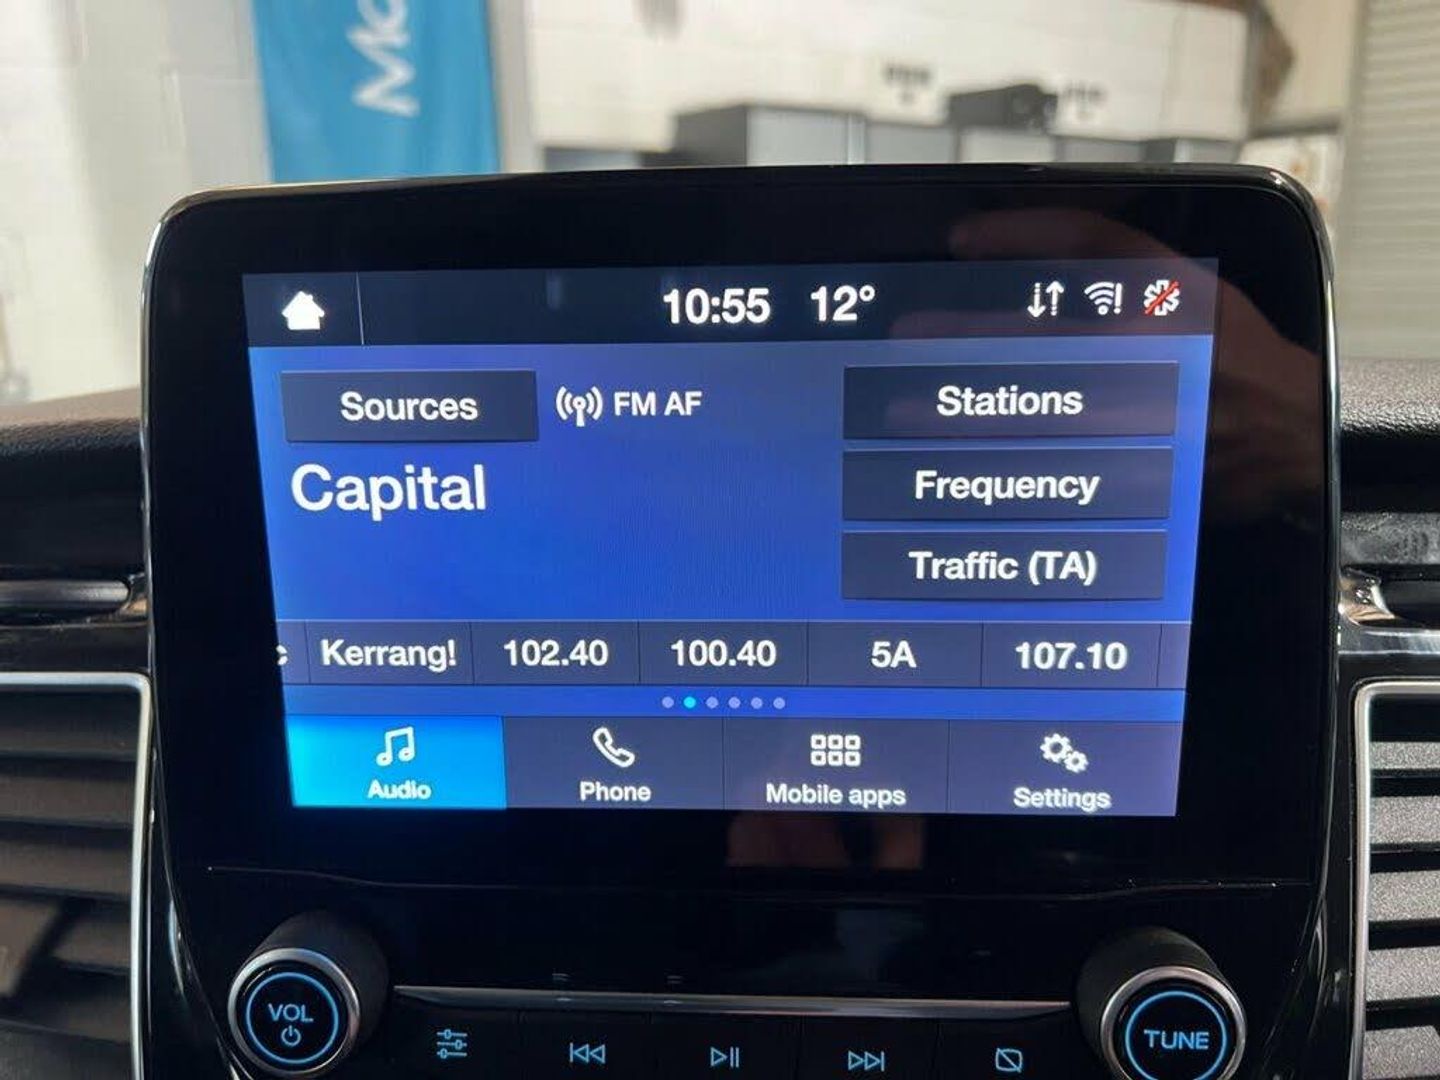 10:55 12°
Sources FM AF Stations
Capital
Frequency
Traffic (TA)
c Kerrang! 102.40 100.40 5A 107.10
Audio Phone Mobile apps Settings
VOL
TUNE